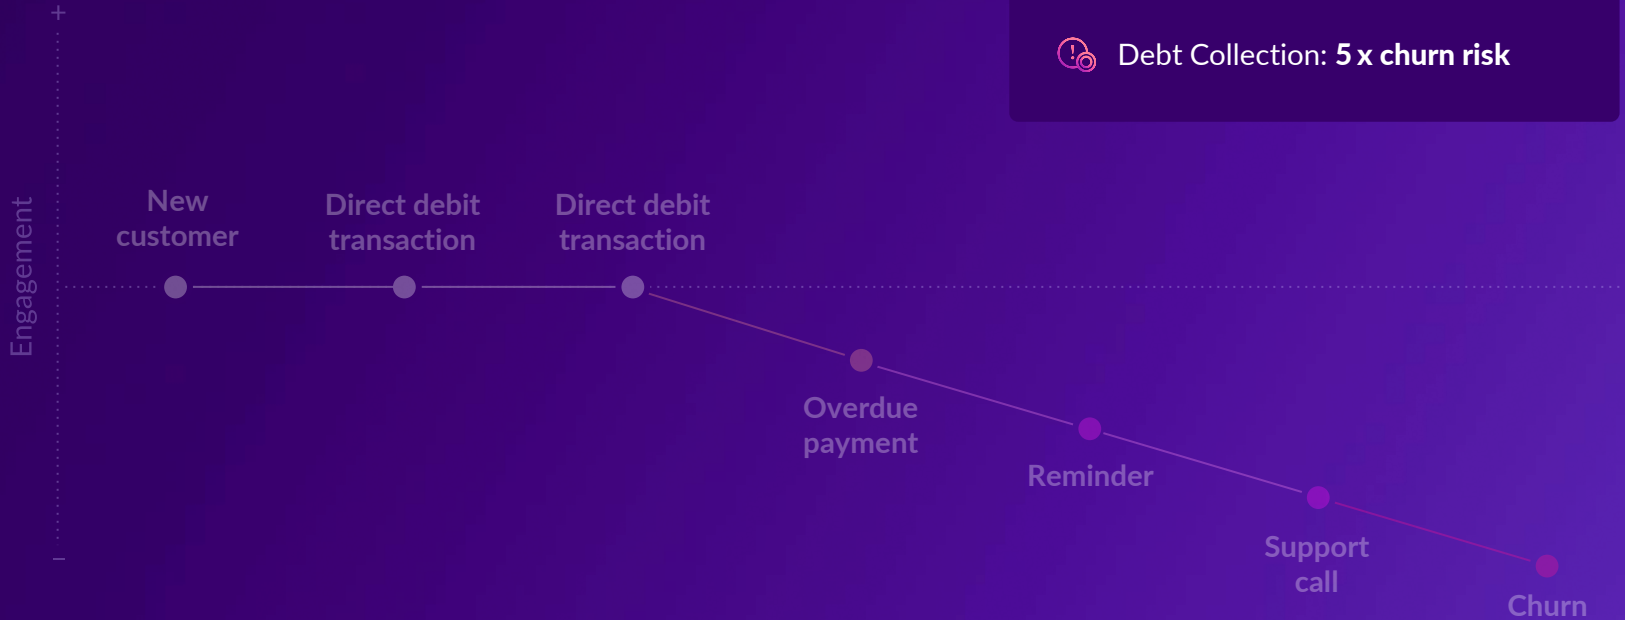 +
Debt Collection: 5 x churn risk
Engagement
New
customer
Direct debit
transaction
Direct debit
transaction
Overdue
payment
Reminder
Support
call
Churn
–